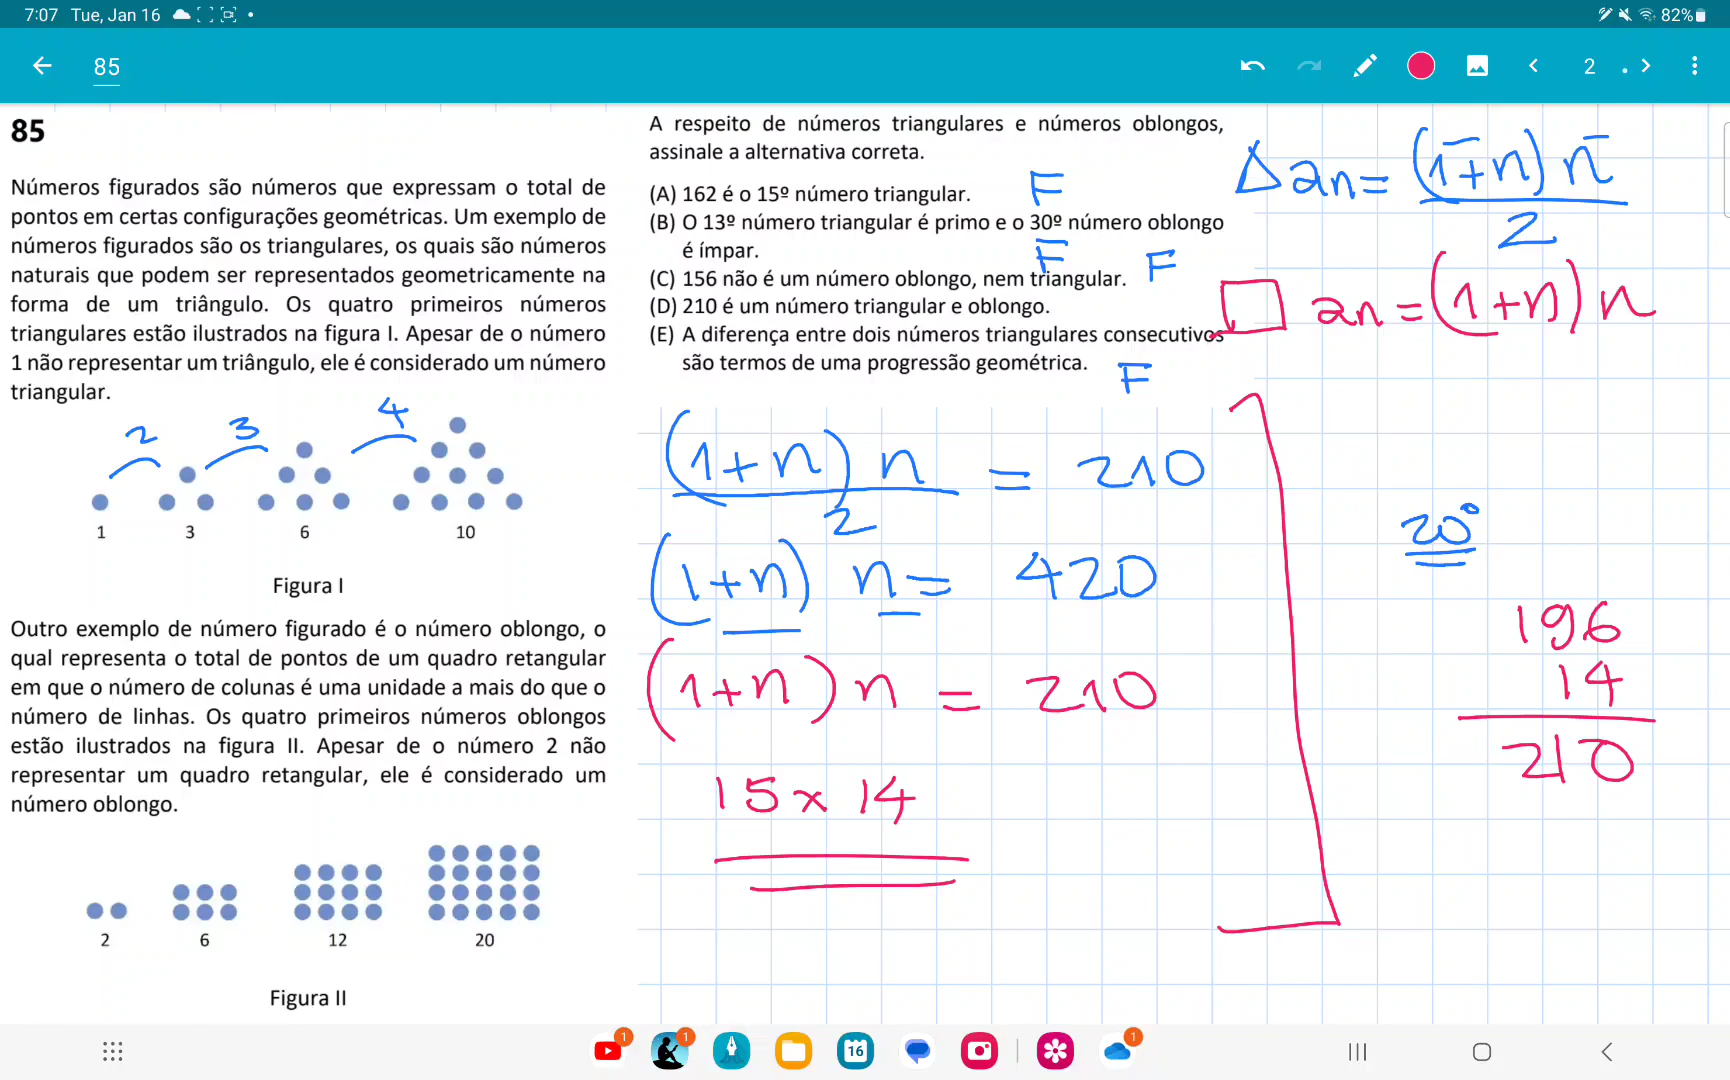 7:07 Tue, Jan 16
82%
85
2
85
Números figurados são números que expressam o total de
pontos em certas configurações geométricas. Um exemplo de
números figurados são os triangulares, os quais são números
naturais que podem ser representados geometricamente na
forma de um triângulo. Os quatro primeiros números
triangulares estão ilustrados na figura I. Apesar de o número
1 não representar um triângulo, ele é considerado um número
triangular.
2 3 4
1 3 6 10
Figura I
Outro exemplo de número figurado é o número oblongo, o
qual representa o total de pontos de um quadro retangular
em que o número de colunas é uma unidade a mais do que o
número de linhas. Os quatro primeiros números oblongos
estão ilustrados na figura II. Apesar de o número 2 não
representar um quadro retangular, ele é considerado um
número oblongo.
2 6 12 20
Figura II
A respeito de números triangulares e números oblongos,
assinale a alternativa correta.
(A) 162 é o 15º número triangular. F
(B) O 13º número triangular é primo e o 30º número oblongo
é ímpar. F
(C) 156 não é um número oblongo, nem triangular. F
(D) 210 é um número triangular e oblongo.
(E) A diferença entre dois números triangulares consecutivos
são termos de uma progressão geométrica. F
(1+n) n = 210
2
(1+n) n = 420
(1+n) n = 210
15 x 14
Δ an = (1+n) n
2
□ an = (1+n) n
20°
196
14
210
1
1
16
1